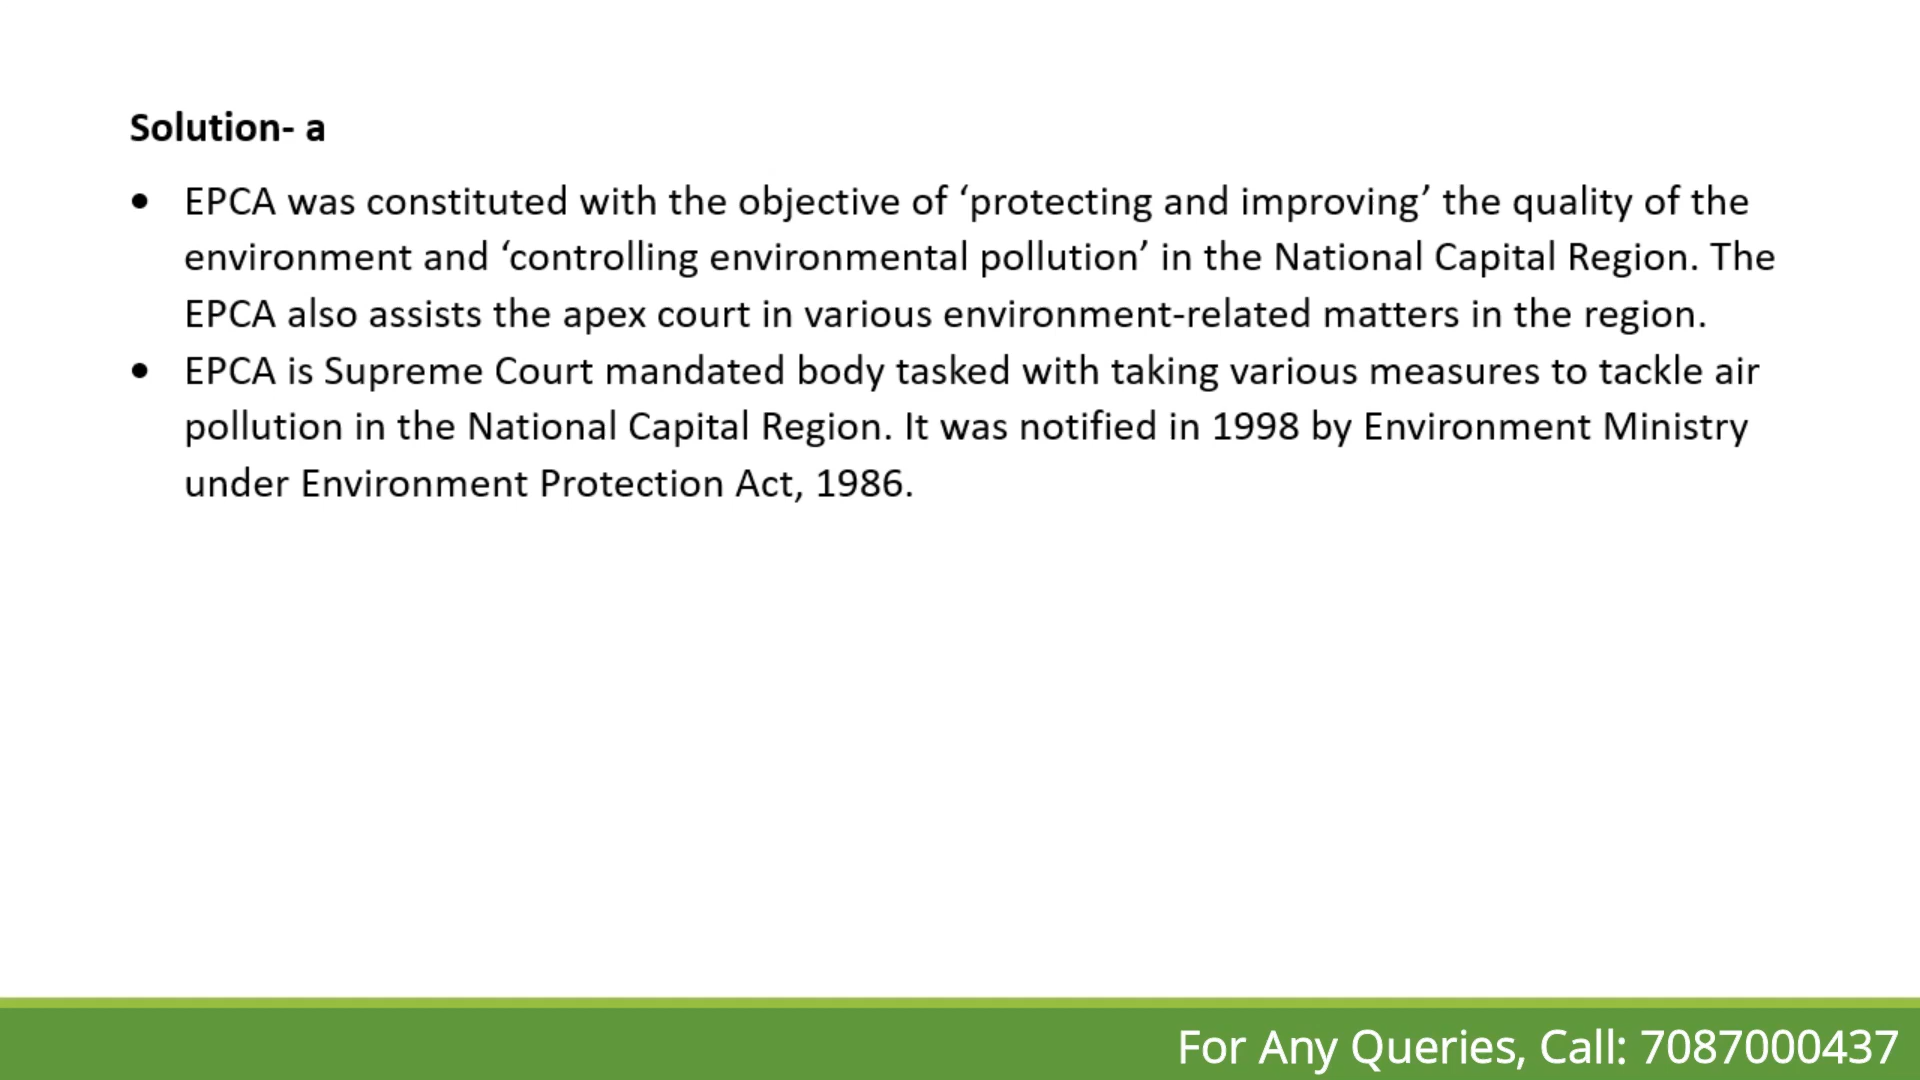 Solution- a
• EPCA was constituted with the objective of ‘protecting and improving’ the quality of the
environment and ‘controlling environmental pollution’ in the National Capital Region. The
EPCA also assists the apex court in various environment-related matters in the region.
• EPCA is Supreme Court mandated body tasked with taking various measures to tackle air
pollution in the National Capital Region. It was notified in 1998 by Environment Ministry
under Environment Protection Act, 1986.
For Any Queries, Call: 7087000437